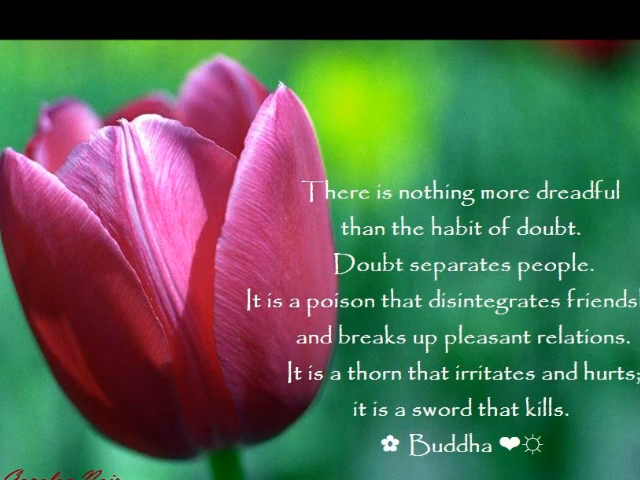 There is nothing more dreadful
than the habit of doubt.
Doubt separates people.
It is a poison that disintegrates friends
and breaks up pleasant relations.
It is a thorn that irritates and hurts;
it is a sword that kills.
✿ Buddha ❤☼